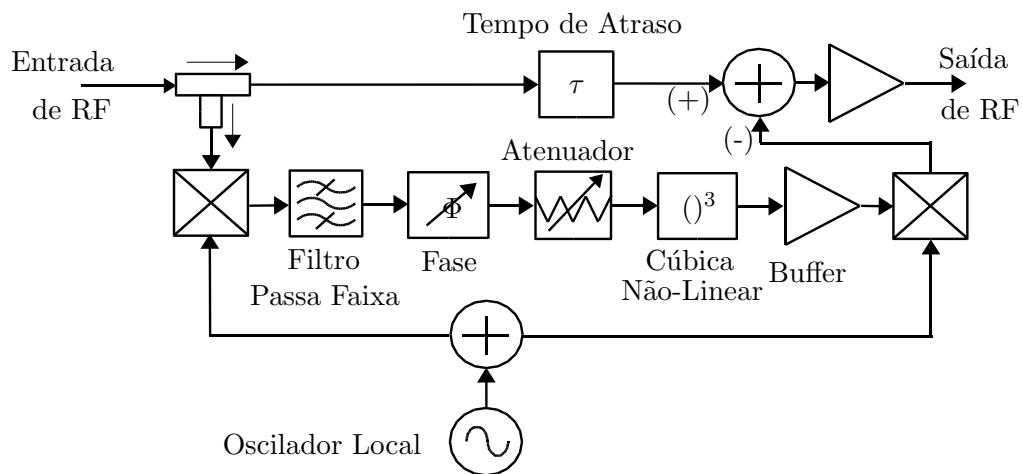 Tempo de Atraso
Entrada
de RF
τ
(+)
Saída
de RF
(-)
Atenuador
Φ
()³
Filtro
Passa Faixa
Fase
Cúbica
Não-Linear
Buffer
Oscilador Local